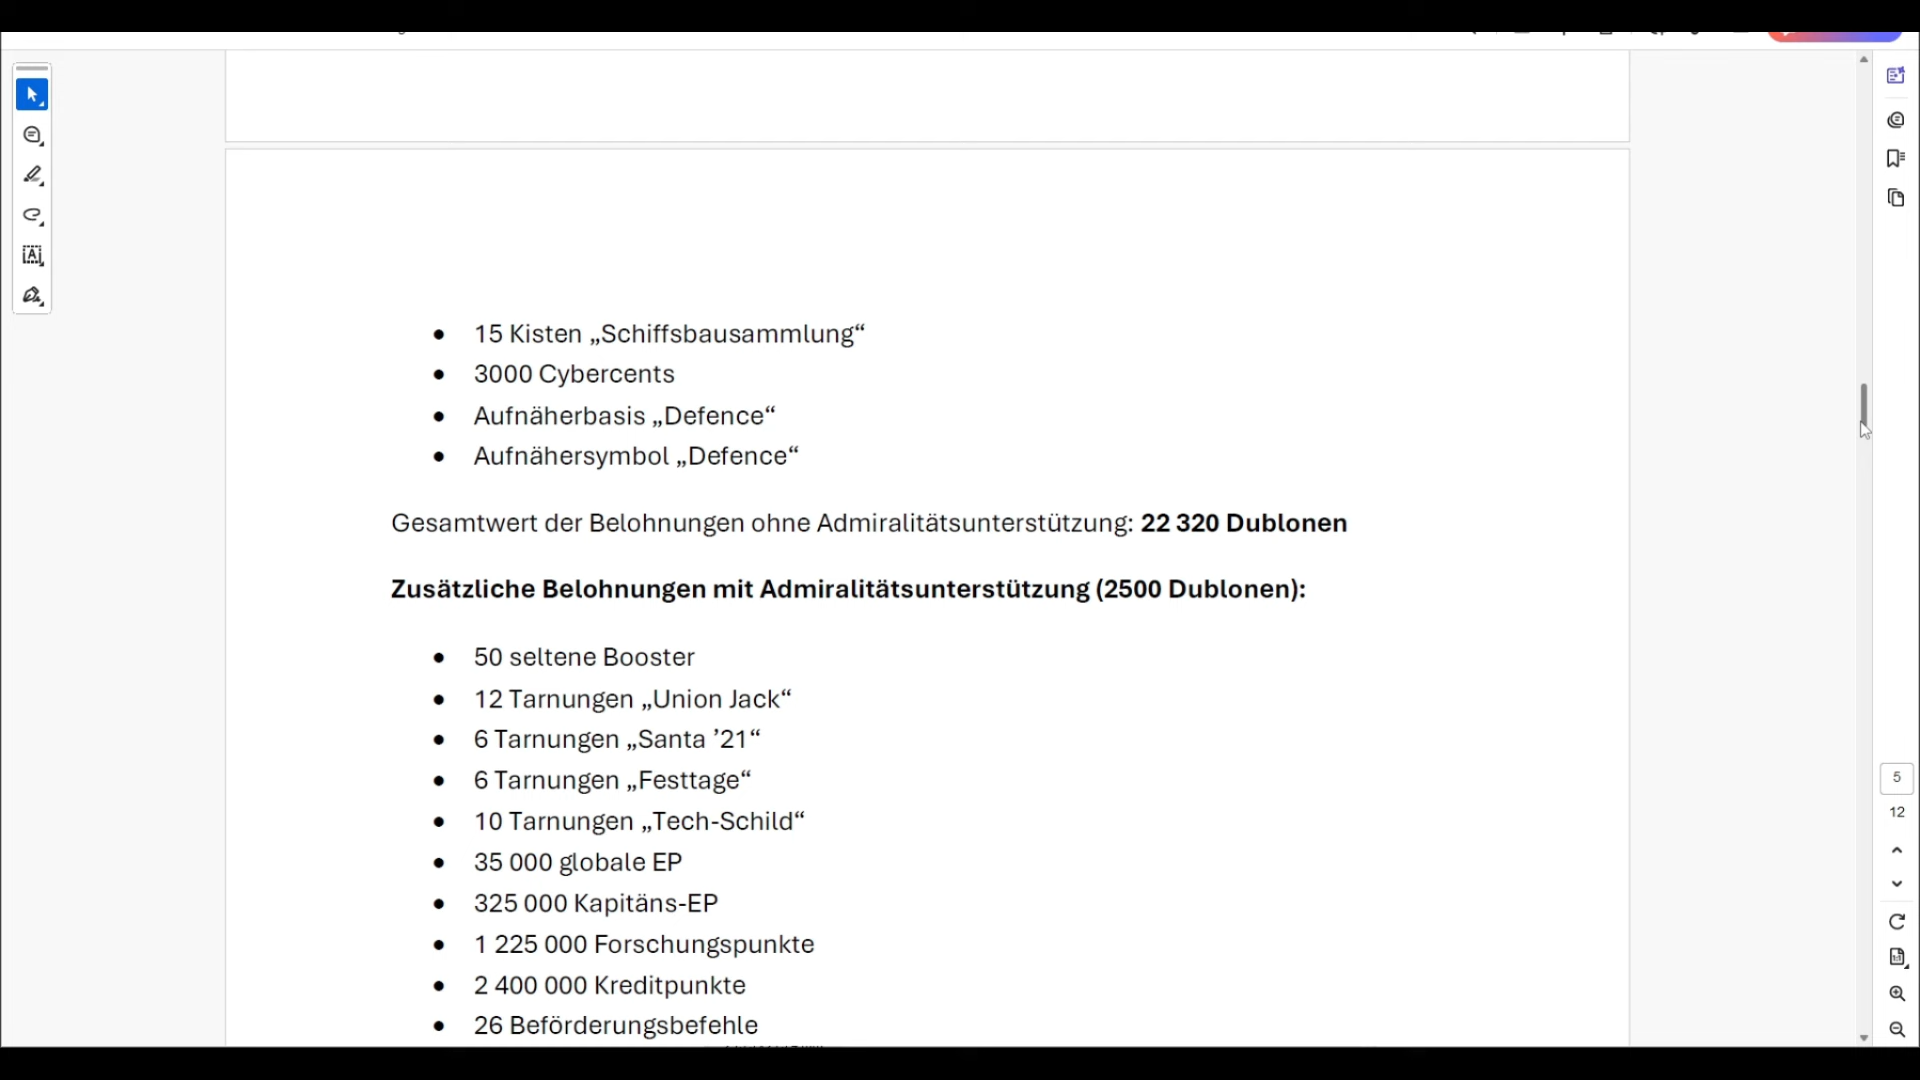 15 Kisten „Schiffsbausammlung“
3000 Cybercents
Aufnäherbasis „Defence“
Aufnähersymbol „Defence“
Gesamtwert der Belohnungen ohne Admiralitätsunterstützung: 22 320 Dublonen
Zusätzliche Belohnungen mit Admiralitätsunterstützung (2500 Dublonen):
50 seltene Booster
12 Tarnungen „Union Jack“
6 Tarnungen „Santa ’21“
6 Tarnungen „Festtage“
10 Tarnungen „Tech-Schild“
35 000 globale EP
325 000 Kapitäns-EP
1 225 000 Forschungspunkte
2 400 000 Kreditpunkte
26 Beförderungsbefehle
5
12